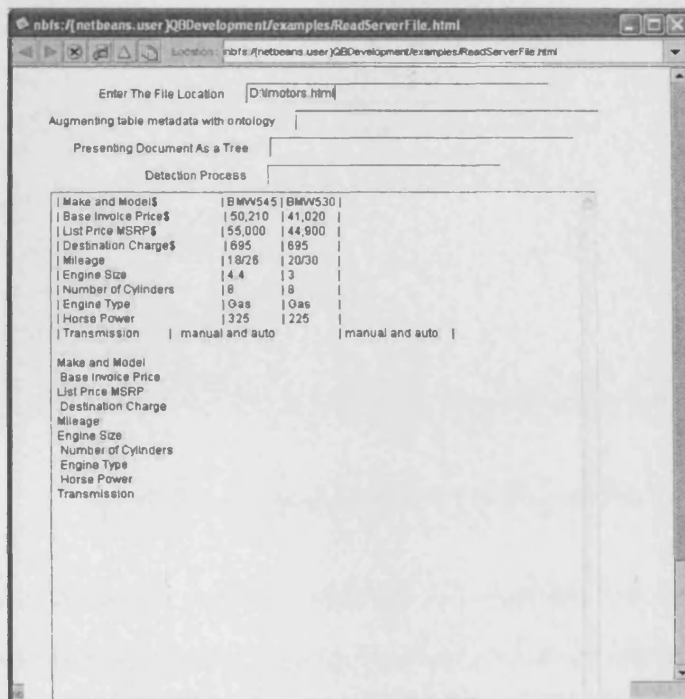 nbfs:/{netbeans.user}QBDevelopment/examples/ReadServerFile.html
Location: nbfs:/{netbeans.user}QBDevelopment/examples/ReadServerFile.html
Enter The File Location D:\lmotors.html
Augmenting table metadata with ontology
Presenting Document As a Tree
Detection Process
| Make and Model$ | BMW545 | BMW530 |
| Base Invoice Price$ | 50,210 | 41,020 |
| List Price MSRP$ | 55,000 | 44,900 |
| Destination Charge$ | 695 | 695 |
| Mileage | 18/26 | 20/30 |
| Engine Size | 4.4 | 3 |
| Number of Cylinders | 8 | 8 |
| Engine Type | Gas | Gas |
| Horse Power | 325 | 225 |
| Transmission | manual and auto | manual and auto |
Make and Model
Base Invoice Price
List Price MSRP
Destination Charge
Mileage
Engine Size
Number of Cylinders
Engine Type
Horse Power
Transmission